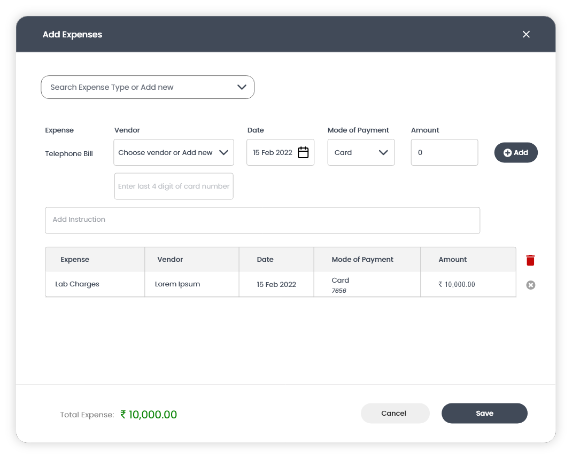 Add Expenses
Search Expense Type or Add new
Expense Vendor Date Mode of Payment Amount
Telephone Bill Choose vendor or Add new 15 Feb 2022 Card 0 Add
Enter last 4 digit of card number
Add Instruction
Expense Vendor Date Mode of Payment Amount
Lab Charges Lorem Ipsum 15 Feb 2022 Card ₹ 10,000.00
7656
Total Expense: ₹ 10,000.00 Cancel Save